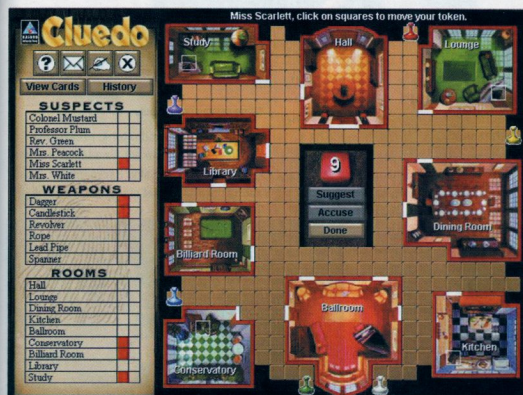 Miss Scarlett, click on squares to move your token.
Cluedo
?
X
View Cards
History
SUSPECTS
Colonel Mustard
Professor Plum
Rev. Green
Mrs. Peacock
Miss Scarlett
Mrs. White
WEAPONS
Dagger
Candlestick
Revolver
Rope
Lead Pipe
Spanner
ROOMS
Hall
Lounge
Dining Room
Kitchen
Ballroom
Conservatory
Billiard Room
Library
Study
Study
Hall
Lounge
Library
9
Suggest
Accuse
Done
Dining Room
Billiard Room
Ballroom
Conservatory
Kitchen